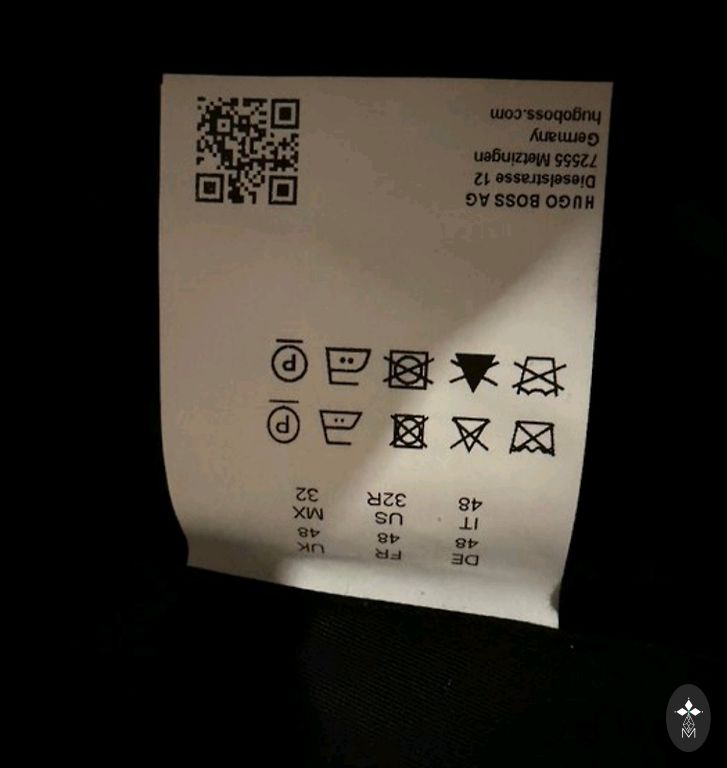 DE FR UK
48 48 48
IT US MX
48 32R 32
P
P
HUGO BOSS AG
Dieselstrasse 12
72555 Metzingen
Germany
hugoboss.com
M